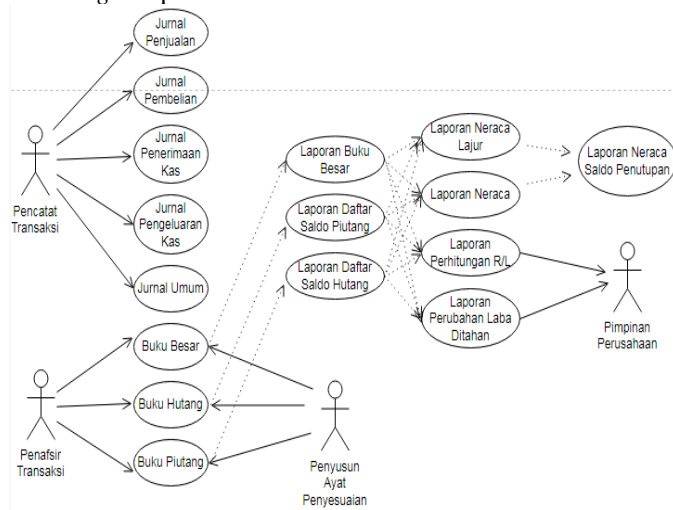 Jurnal
Penjualan
Jurnal
Pembelian
Jurnal
Penerimaan
Kas
Pencatat
Transaksi
Jurnal
Pengeluaran
Kas
Jurnal Umum
Buku Besar
Buku Hutang
Buku Piutang
Penafsir
Transaksi
Penyusun
Ayat
Penyesuaian
Laporan Buku
Besar
Laporan Daftar
Saldo Piutang
Laporan Daftar
Saldo Hutang
Laporan Neraca
Lajur
Laporan Neraca
Laporan
Perhitungan R/L
Laporan
Perubahan Laba
Ditahan
Laporan Neraca
Saldo Penutupan
Pimpinan
Perusahaan